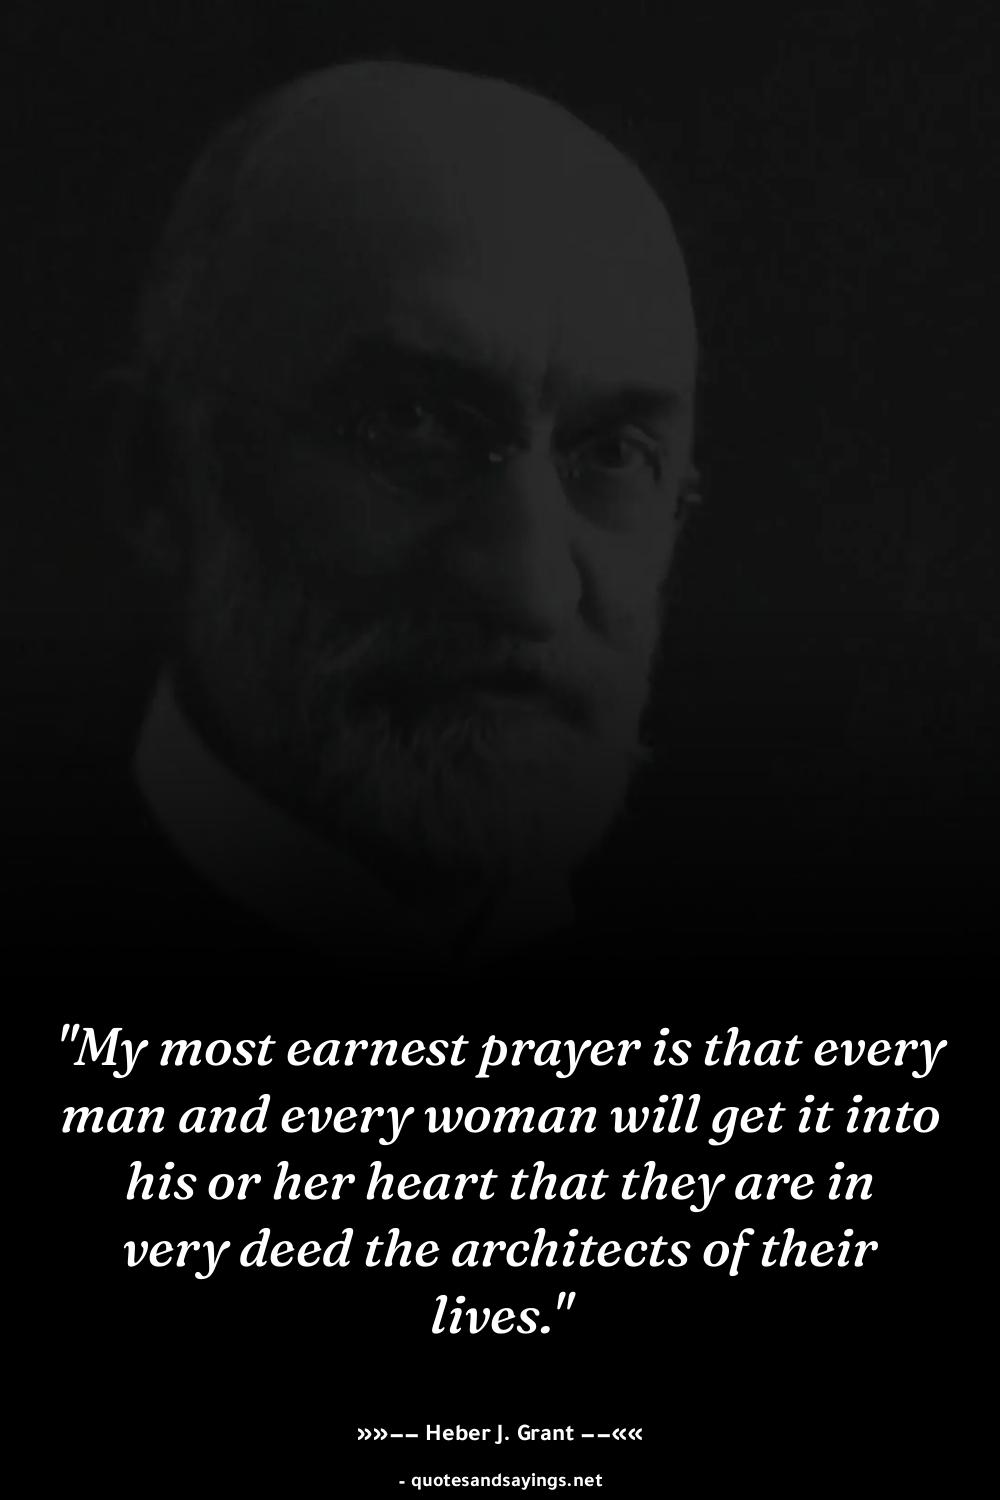 "My most earnest prayer is that every
man and every woman will get it into
his or her heart that they are in
very deed the architects of their
lives."
»»−− Heber J. Grant −−««
- quotesandsayings.net